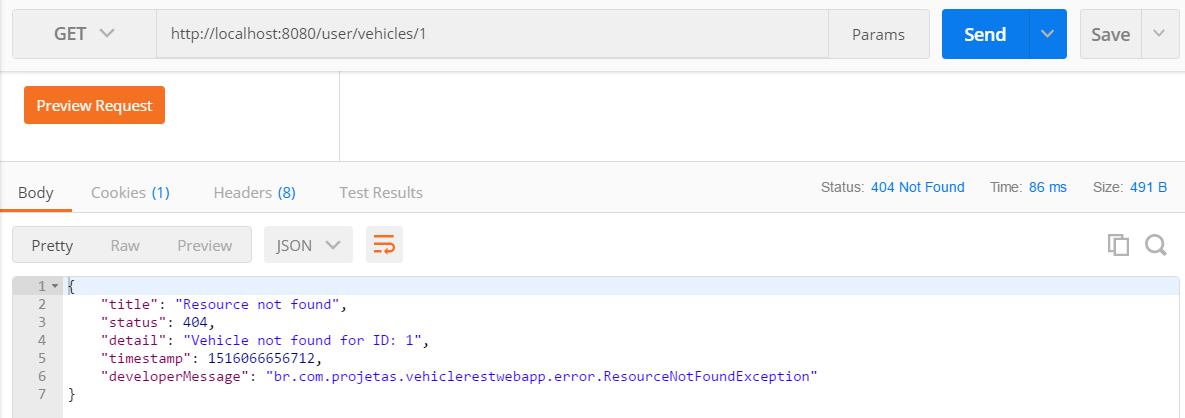 GET http://localhost:8080/user/vehicles/1 Params Send Save
Preview Request
Body Cookies (1) Headers (8) Test Results Status: 404 Not Found Time: 86 ms Size: 491 B
Pretty Raw Preview JSON
1 {
2 "title": "Resource not found",
3 "status": 404,
4 "detail": "Vehicle not found for ID: 1",
5 "timestamp": 1516066656712,
6 "developerMessage": "br.com.projetas.vehiclerestwebapp.error.ResourceNotFoundException"
7 }